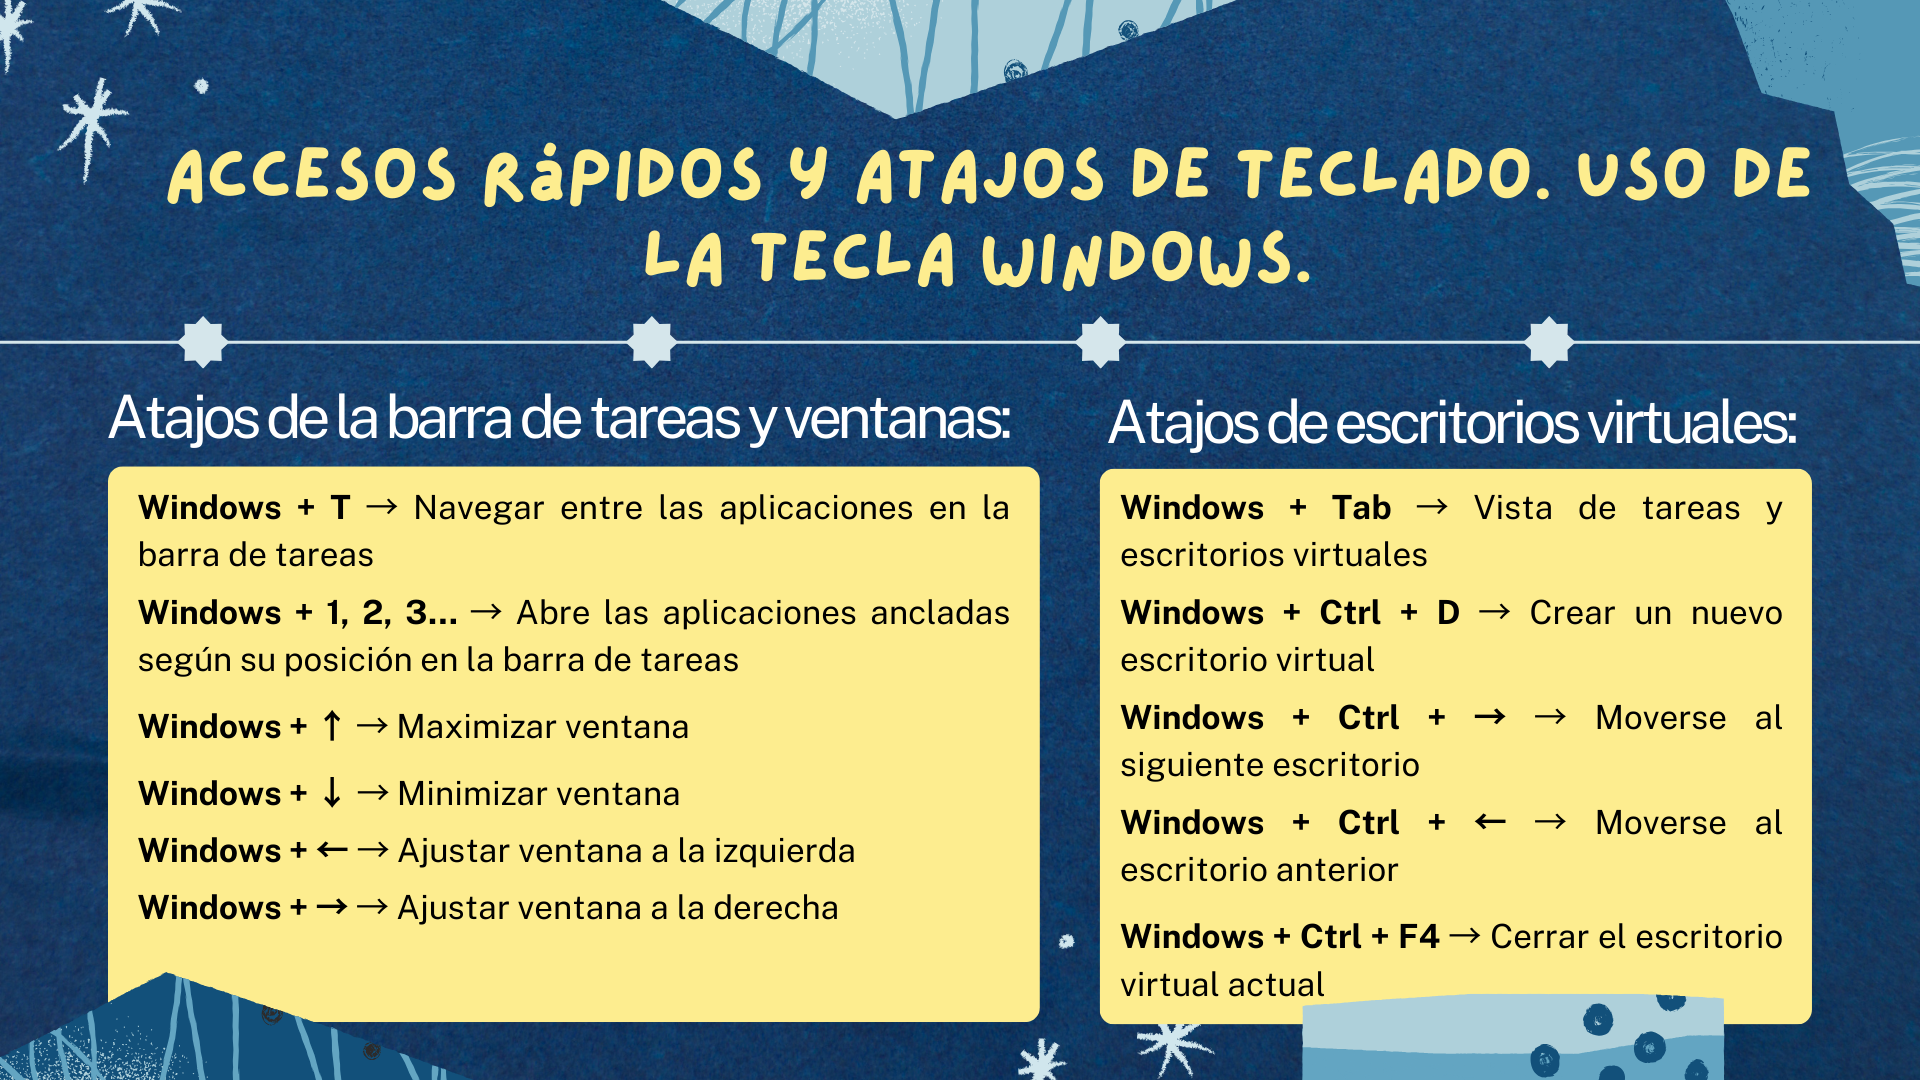 ACCESOS RáPIDOS Y ATAJOS DE TECLADO. USO DE
LA TECLA WINDOWS.
Atajos de la barra de tareas y ventanas:
Windows + T → Navegar entre las aplicaciones en la
barra de tareas
Windows + 1, 2, 3... → Abre las aplicaciones ancladas
según su posición en la barra de tareas
Windows + ↑ → Maximizar ventana
Windows + ↓ → Minimizar ventana
Windows + ← → Ajustar ventana a la izquierda
Windows + → → Ajustar ventana a la derecha
Atajos de escritorios virtuales:
Windows + Tab → Vista de tareas y
escritorios virtuales
Windows + Ctrl + D → Crear un nuevo
escritorio virtual
Windows + Ctrl + → → Moverse al
siguiente escritorio
Windows + Ctrl + ← → Moverse al
escritorio anterior
Windows + Ctrl + F4 → Cerrar el escritorio
virtual actual